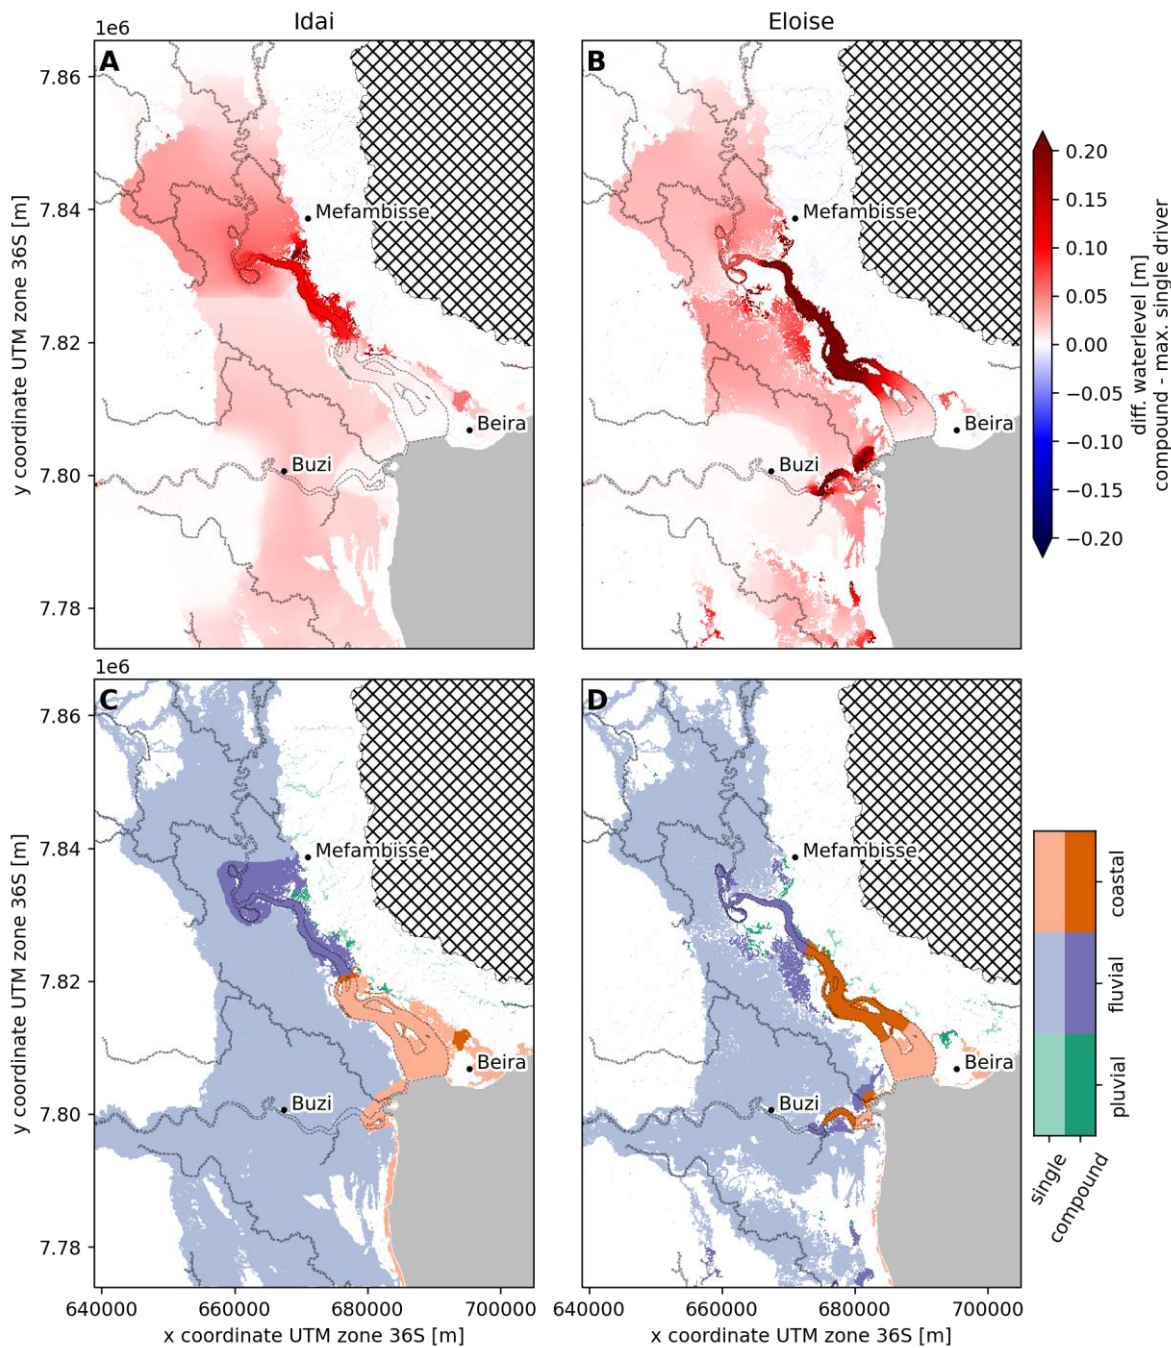 Idai
Eloise
1e6
A
B
7.86
7.84
7.82
7.80
7.78
y coordinate UTM zone 36S [m]
Mefambisse
Beira
Buzi
Mefambisse
Beira
Buzi
0.20
0.15
0.10
0.05
0.00
−0.05
−0.10
−0.15
−0.20
diff. waterlevel [m]
compound - max. single driver
1e6
C
D
7.86
7.84
7.82
7.80
7.78
y coordinate UTM zone 36S [m]
Mefambisse
Beira
Buzi
Mefambisse
Beira
Buzi
coastal
fluvial
pluvial
single
compound
640000 660000 680000 700000
640000 660000 680000 700000
x coordinate UTM zone 36S [m]
x coordinate UTM zone 36S [m]